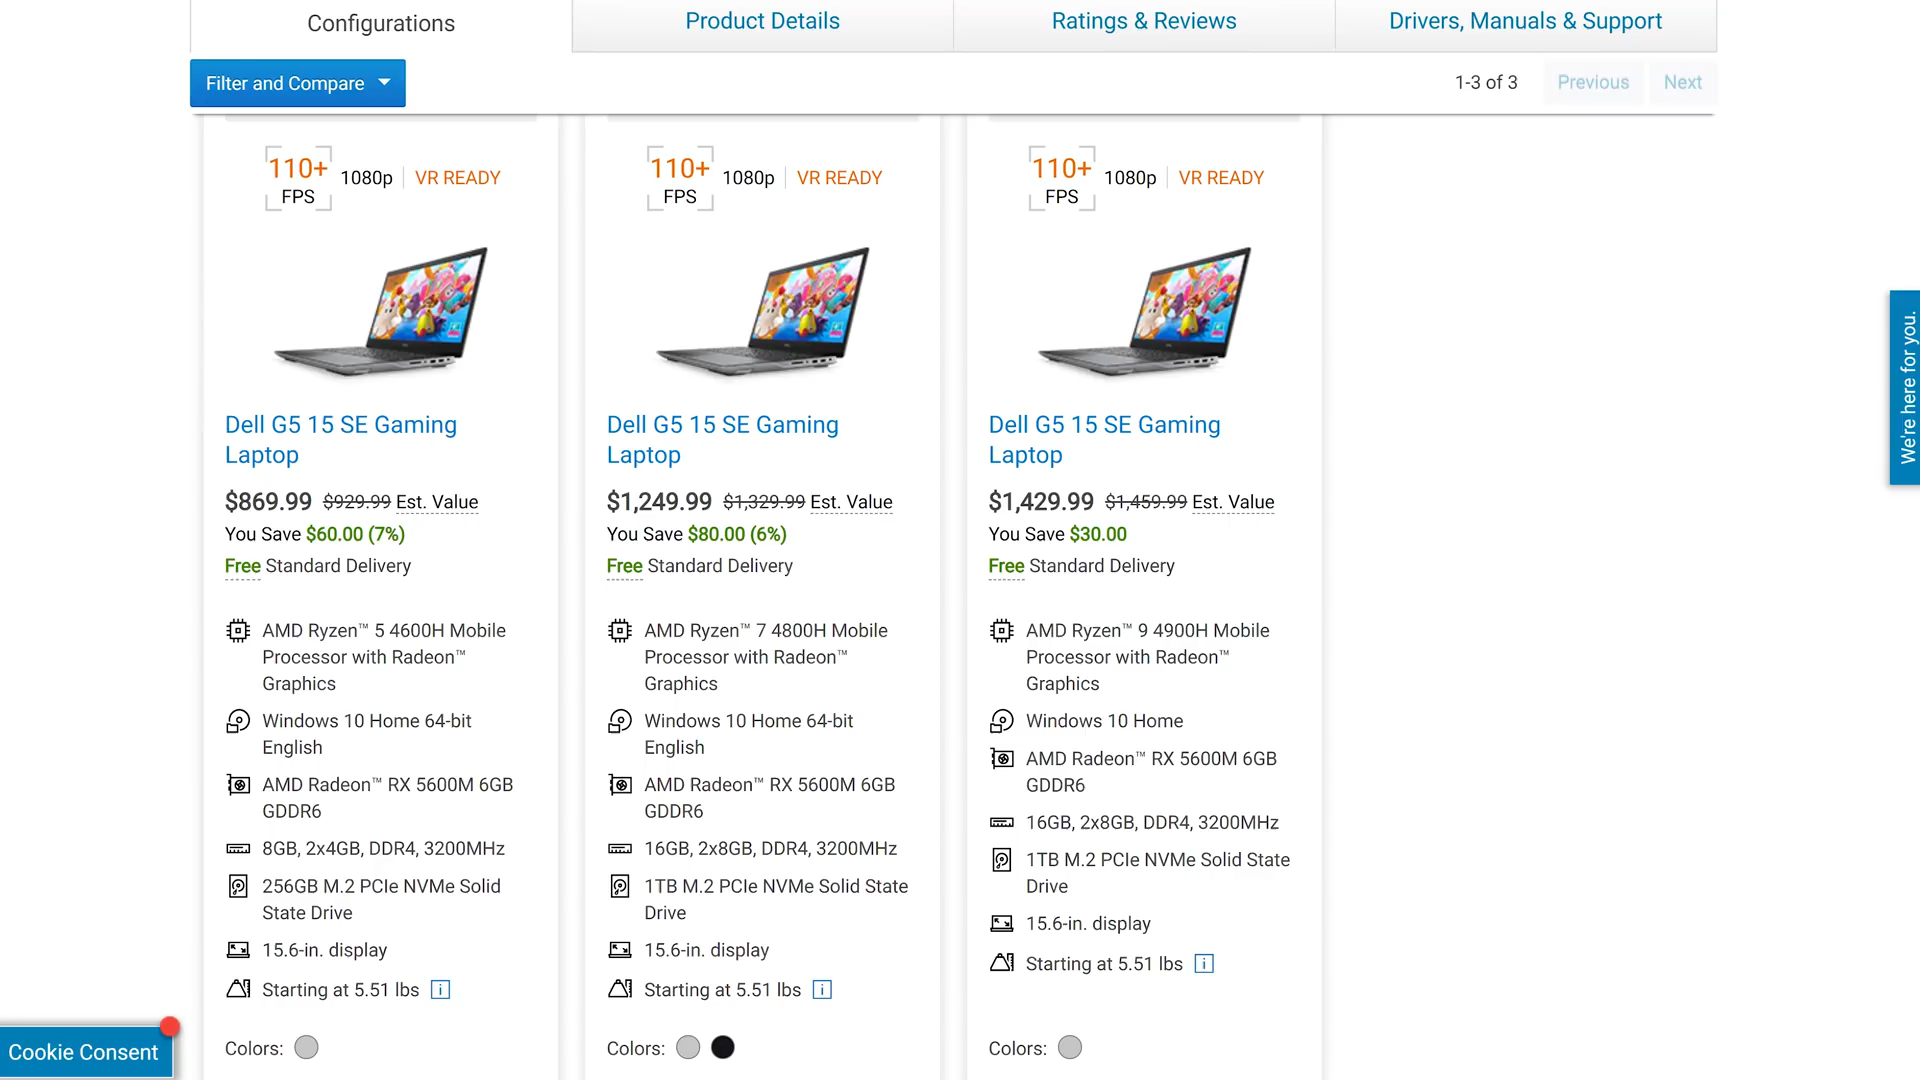 Configurations
Product Details
Ratings & Reviews
Drivers, Manuals & Support
Filter and Compare
1-3 of 3
Previous
Next
110+
FPS
1080p
VR READY
Dell G5 15 SE Gaming
Laptop
$869.99 $929.99 Est. Value
You Save $60.00 (7%)
Free Standard Delivery
AMD Ryzen™ 5 4600H Mobile
Processor with Radeon™
Graphics
Windows 10 Home 64-bit
English
AMD Radeon™ RX 5600M 6GB
GDDR6
8GB, 2x4GB, DDR4, 3200MHz
256GB M.2 PCIe NVMe Solid
State Drive
15.6-in. display
Starting at 5.51 lbs
Colors:
110+
FPS
1080p
VR READY
Dell G5 15 SE Gaming
Laptop
$1,249.99 $1,329.99 Est. Value
You Save $80.00 (6%)
Free Standard Delivery
AMD Ryzen™ 7 4800H Mobile
Processor with Radeon™
Graphics
Windows 10 Home 64-bit
English
AMD Radeon™ RX 5600M 6GB
GDDR6
16GB, 2x8GB, DDR4, 3200MHz
1TB M.2 PCIe NVMe Solid State
Drive
15.6-in. display
Starting at 5.51 lbs
Colors:
110+
FPS
1080p
VR READY
Dell G5 15 SE Gaming
Laptop
$1,429.99 $1,459.99 Est. Value
You Save $30.00
Free Standard Delivery
AMD Ryzen™ 9 4900H Mobile
Processor with Radeon™
Graphics
Windows 10 Home
AMD Radeon™ RX 5600M 6GB
GDDR6
16GB, 2x8GB, DDR4, 3200MHz
1TB M.2 PCIe NVMe Solid State
Drive
15.6-in. display
Starting at 5.51 lbs
Colors:
We're here for you.
Cookie Consent